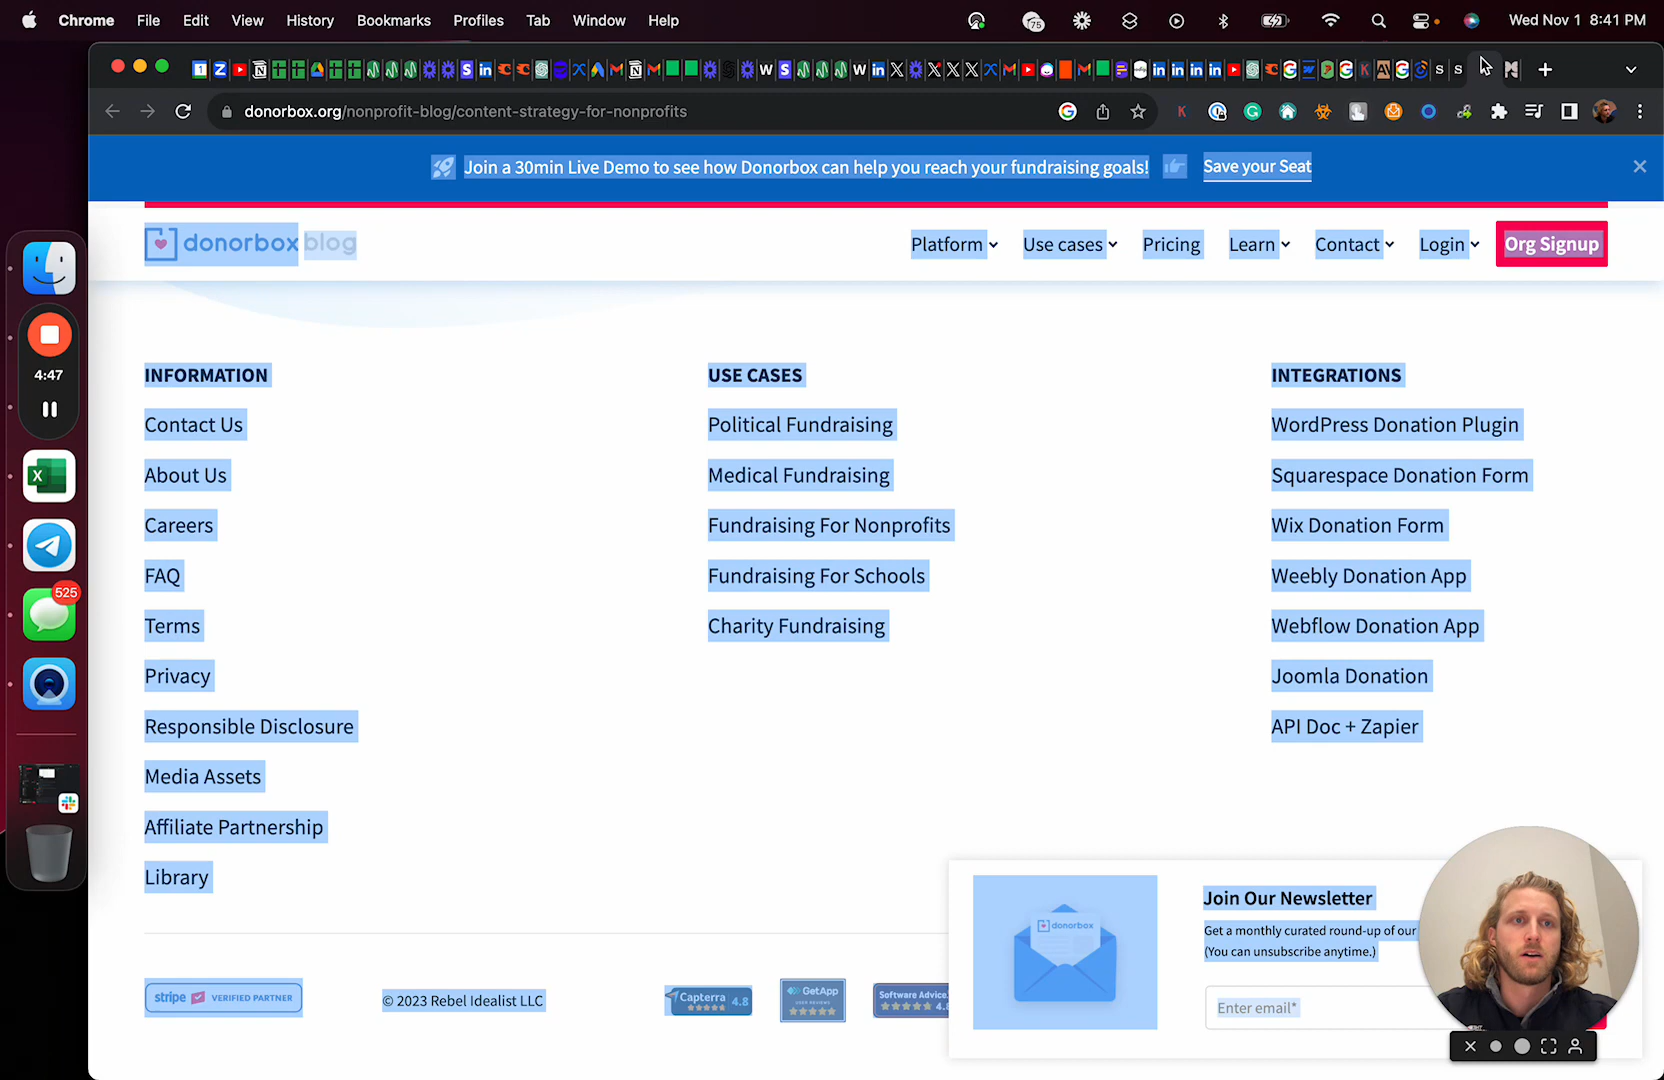 Chrome File Edit View History Bookmarks Profiles Tab Window Help
75
Wed Nov 1 8:41 PM
donorbox.org/nonprofit-blog/content-strategy-for-nonprofits
Join a 30min Live Demo to see how Donorbox can help you reach your fundraising goals! Save your Seat
donorbox blog
Platform Use cases Pricing Learn Contact Login Org Signup
4:47
525
INFORMATION
Contact Us
About Us
Careers
FAQ
Terms
Privacy
Responsible Disclosure
Media Assets
Affiliate Partnership
Library
USE CASES
Political Fundraising
Medical Fundraising
Fundraising For Nonprofits
Fundraising For Schools
Charity Fundraising
INTEGRATIONS
WordPress Donation Plugin
Squarespace Donation Form
Wix Donation Form
Weebly Donation App
Webflow Donation App
Joomla Donation
API Doc + Zapier
stripe VERIFIED PARTNER
© 2023 Rebel Idealist LLC
Capterra 4.8
GetApp
USER REVIEWS
Software Advice
donorbox
Join Our Newsletter
Get a monthly curated round-up of our
(You can unsubscribe anytime.)
Enter email*